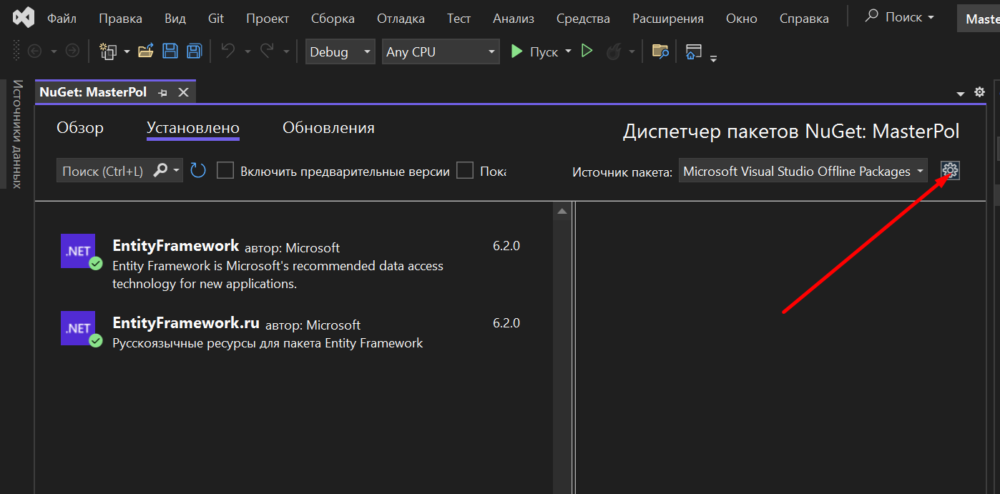 Файл Правка Вид Git Проект Сборка Отладка Тест Анализ Средства Расширения Окно Справка Поиск Maste
Debug Any CPU Пуск
Источники данных
NuGet: MasterPol
Обзор Установлено Обновления Диспетчер пакетов NuGet: MasterPol
Поиск (Ctrl+L) Включить предварительные версии Пока Источник пакета: Microsoft Visual Studio Offline Packages
.NET EntityFramework автор: Microsoft 6.2.0
Entity Framework is Microsoft's recommended data access
technology for new applications.
.NET EntityFramework.ru автор: Microsoft 6.2.0
Русскоязычные ресурсы для пакета Entity Framework